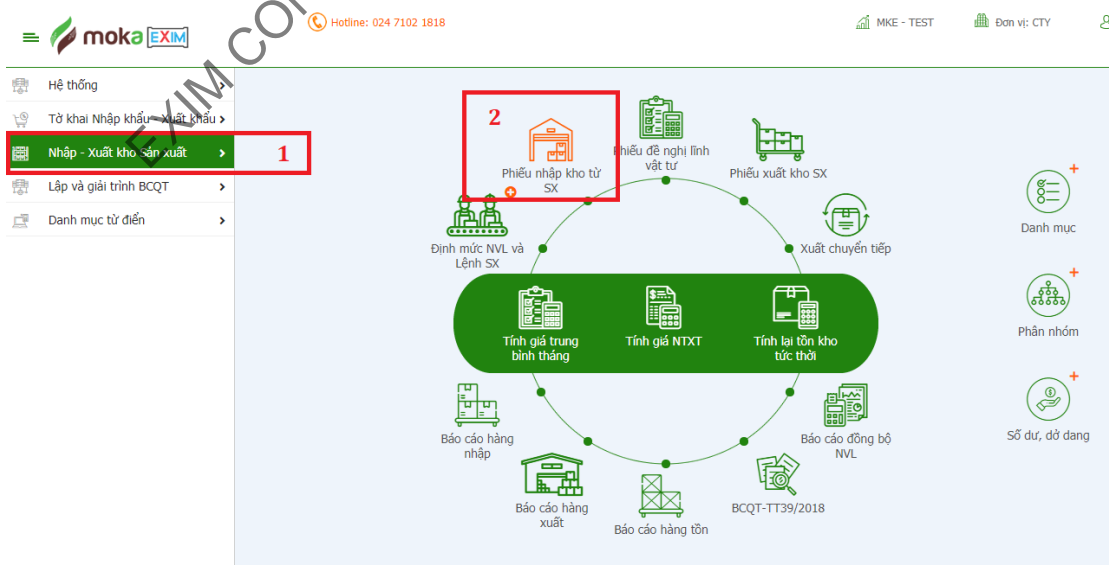 Hotline: 024 7102 1818
MKE - TEST
Đơn vị: CTY
moka EXIM
EXIM.COM
Hệ thống
Tờ khai Nhập khẩu - Xuất khẩu
Nhập - Xuất kho Sản xuất
1
Lập và giải trình BCQT
Danh mục từ điển
2
Phiếu nhập kho từ
SX
Phiếu đề nghị lĩnh
vật tư
Phiếu xuất kho SX
Định mức NVL và
Lệnh SX
Xuất chuyển tiếp
Tính giá trung
bình tháng
Tính giá NTXT
Tính lại tồn kho
tức thời
Báo cáo hàng
nhập
Báo cáo đồng bộ
NVL
Báo cáo hàng
xuất
Báo cáo hàng tồn
BCQT-TT39/2018
Danh mục
Phân nhóm
Số dư, dở dang